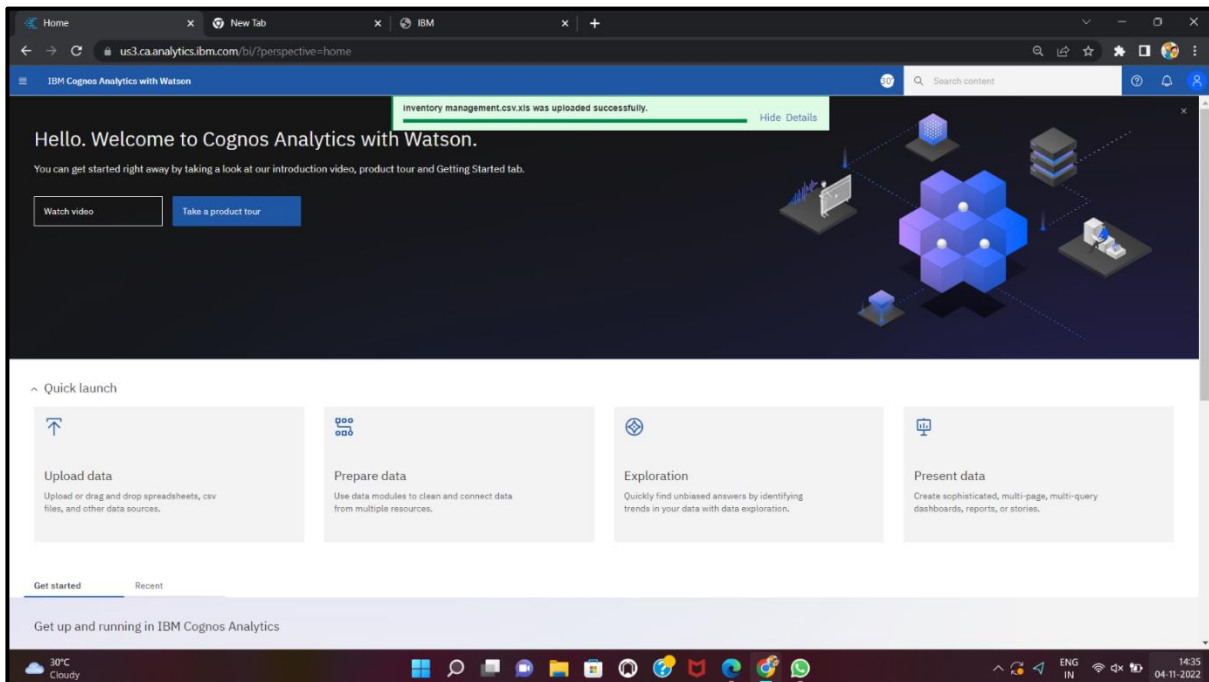 Home
New Tab
IBM
us3.ca.analytics.ibm.com/bi/?perspective=home
IBM Cognos Analytics with Watson
30
Search content
inventory management.csv.xls was uploaded successfully.
Hide Details
Hello. Welcome to Cognos Analytics with Watson.
You can get started right away by taking a look at our introduction video, product tour and Getting Started tab.
Watch video
Take a product tour
Quick launch
Upload data
Upload or drag and drop spreadsheets, csv
files, and other data sources.
Prepare data
Use data modules to clean and connect data
from multiple resources.
Exploration
Quickly find unbiased answers by identifying
trends in your data with data exploration.
Present data
Create sophisticated, multi-page, multi-query
dashboards, reports, or stories.
Get started
Recent
Get up and running in IBM Cognos Analytics
30°C
Cloudy
ENG
IN
14:35
04-11-2022